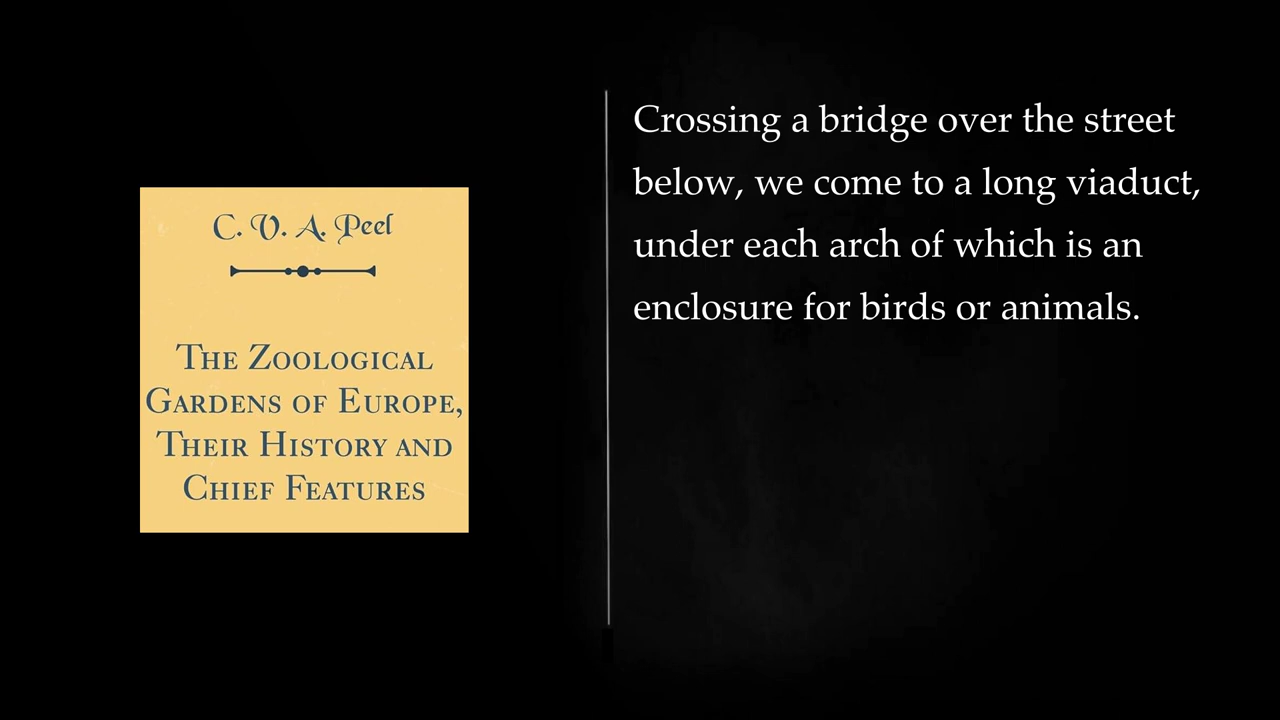 C. V. A. Peel
The Zoological
Gardens of Europe,
Their History and
Chief Features
Crossing a bridge over the street
below, we come to a long viaduct,
under each arch of which is an
enclosure for birds or animals.